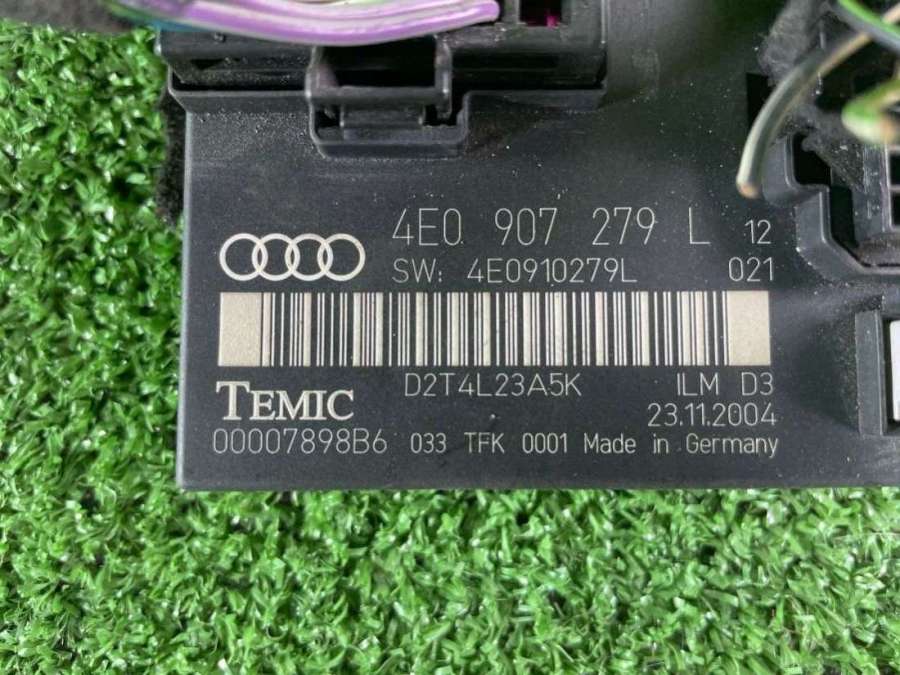 4E0 907 279 L 12
SW: 4E0910279L 021
D2T4L23A5K ILM D3
TEMIC 23.11.2004
00007898B6 033 TFK 0001 Made in Germany